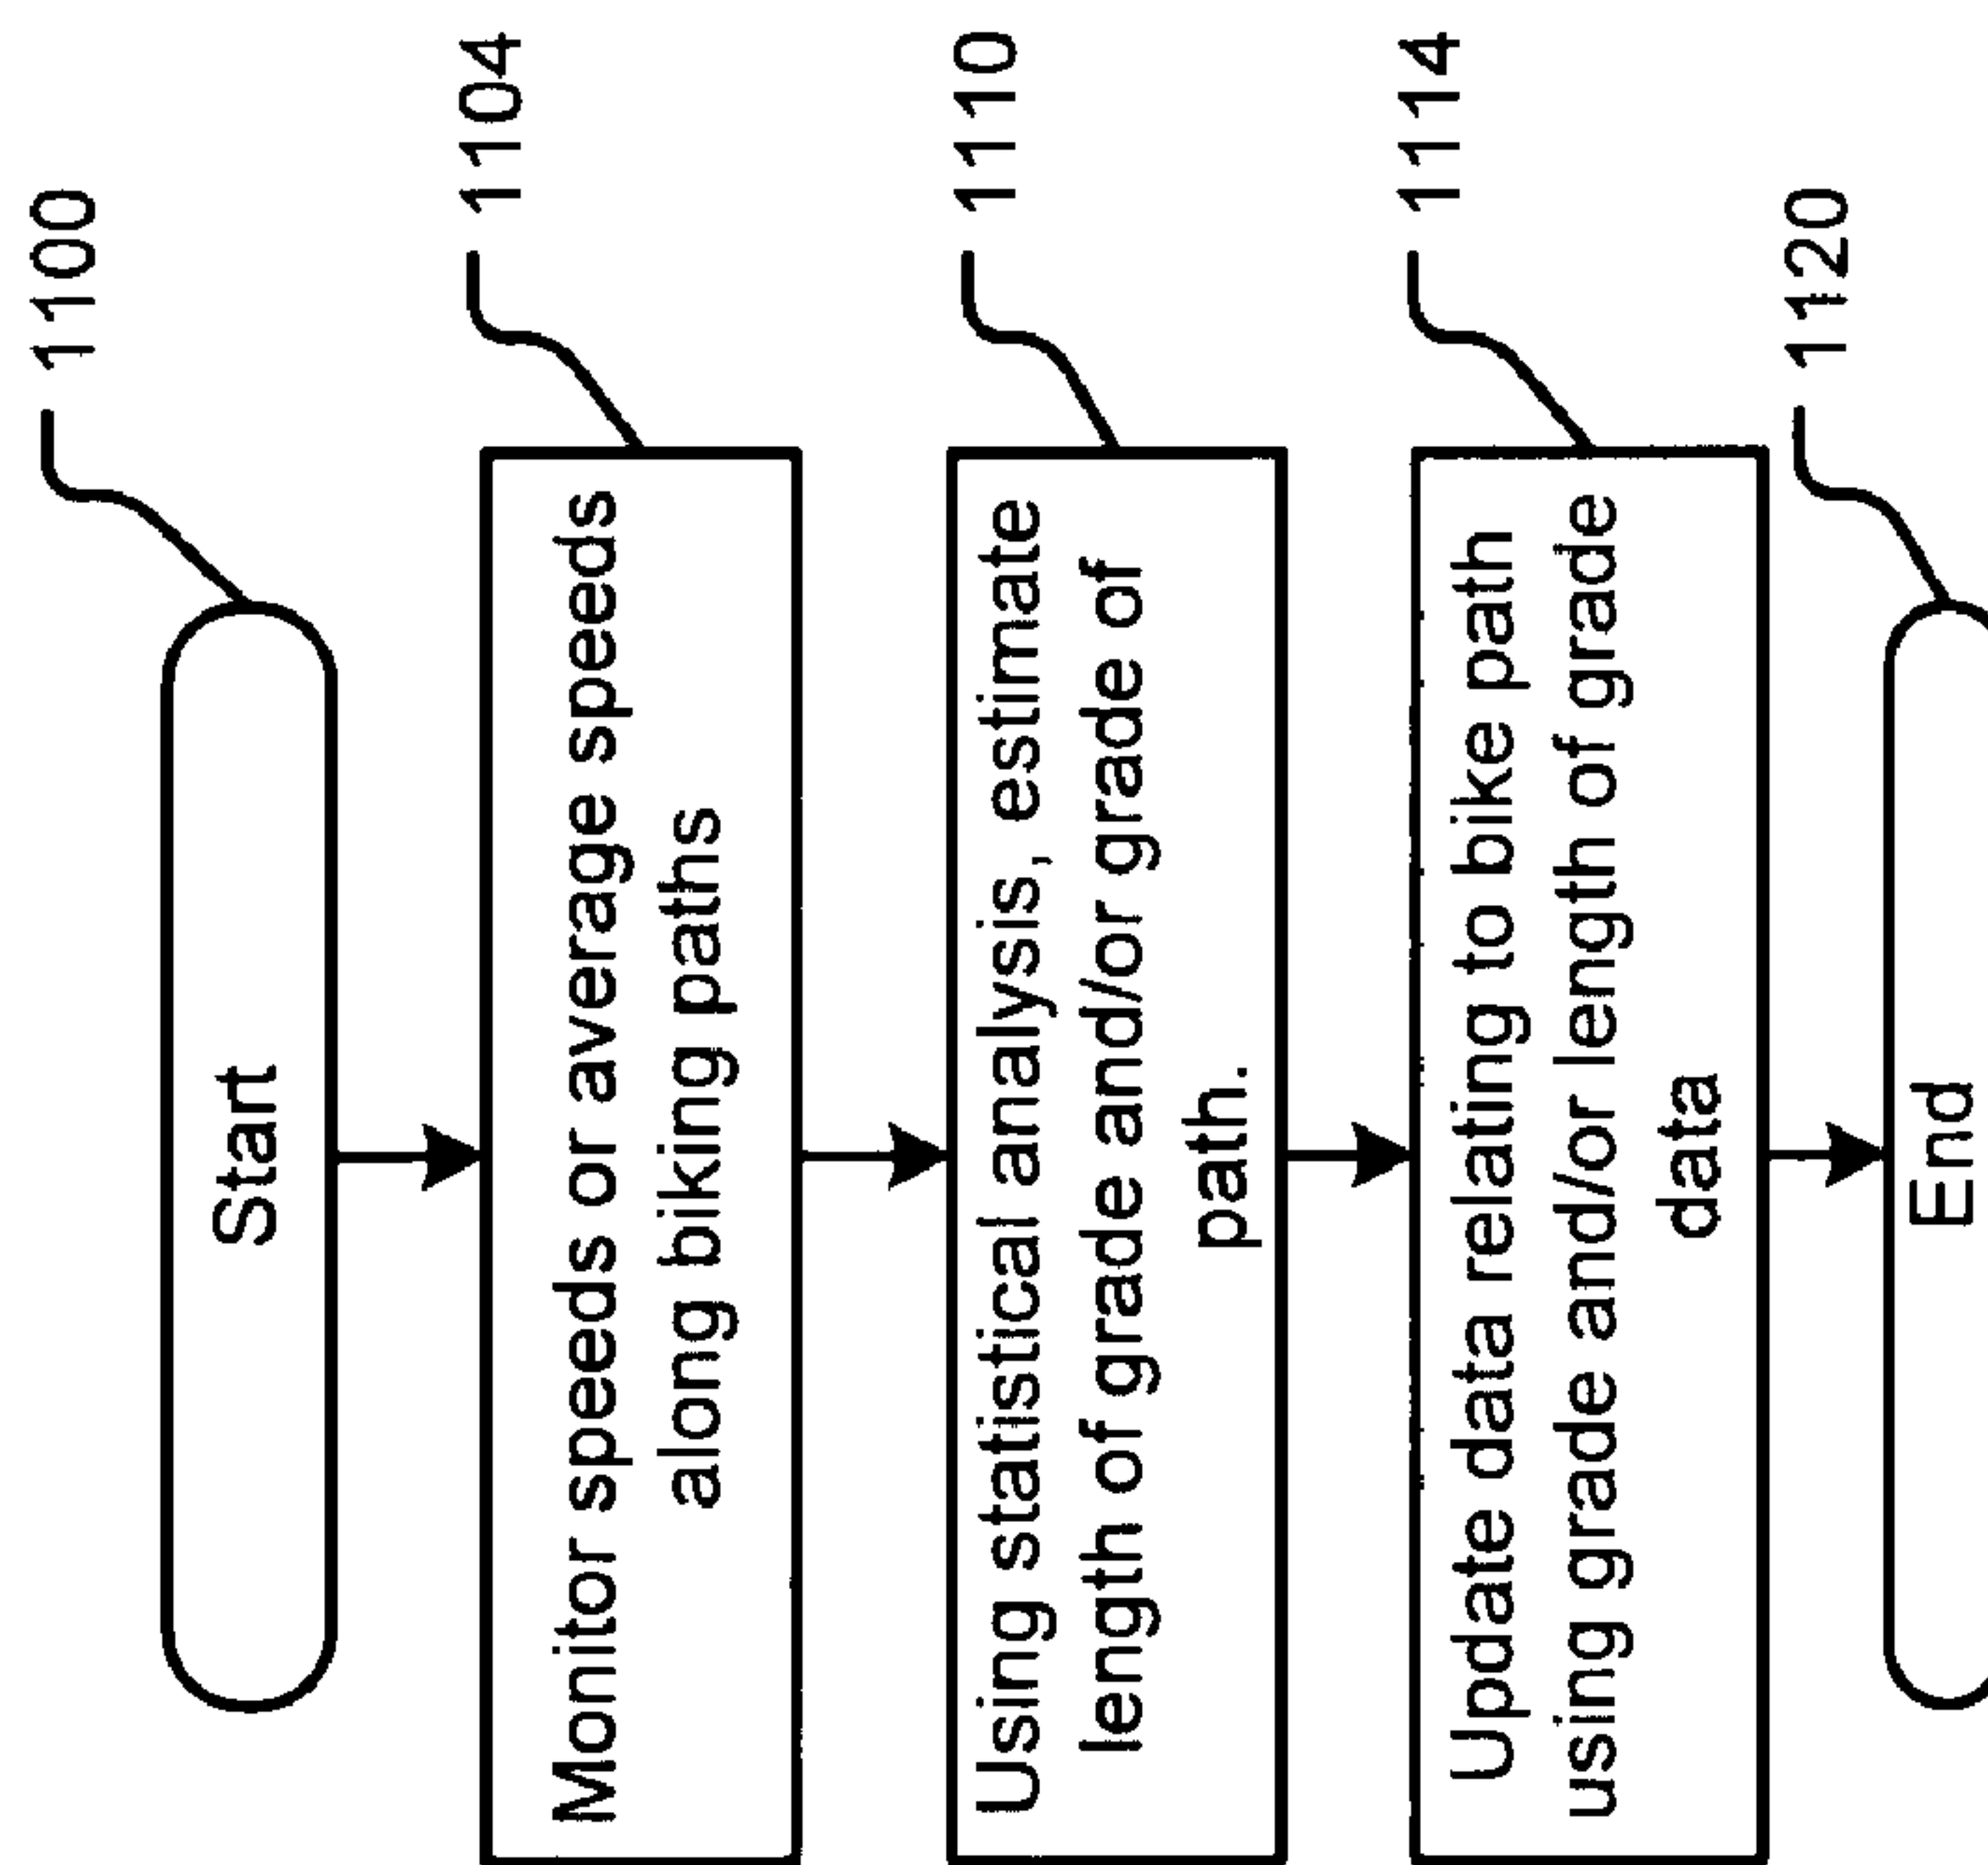 Start
1100
Monitor speeds or average speeds
along biking paths
1104
Using statistical analysis, estimate
length of grade and/or grade of
path.
1110
Update data relating to bike path
using grade and/or length of grade
data
1114
End
1120